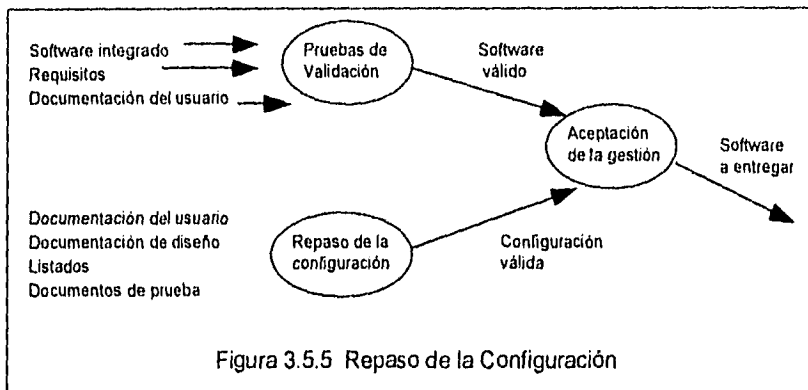 Software integrado
Requisitos
Documentación del usuario
Pruebas de
Validación
Software
válido
Aceptación
de la gestión
Software
a entregar
Documentación del usuario
Documentación de diseño
Listados
Documentos de prueba
Repaso de la
configuración
Configuración
válida
Figura 3.5.5 Repaso de la Configuración